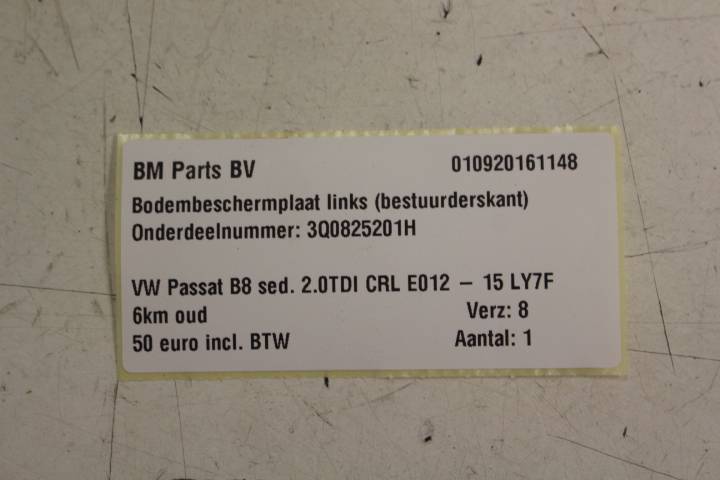 BM Parts BV 010920161148
Bodembeschermplaat links (bestuurderskant)
Onderdeelnummer: 3Q0825201H
VW Passat B8 sed. 2.0TDI CRL E012 – 15 LY7F
6km oud Verz: 8
50 euro incl. BTW Aantal: 1